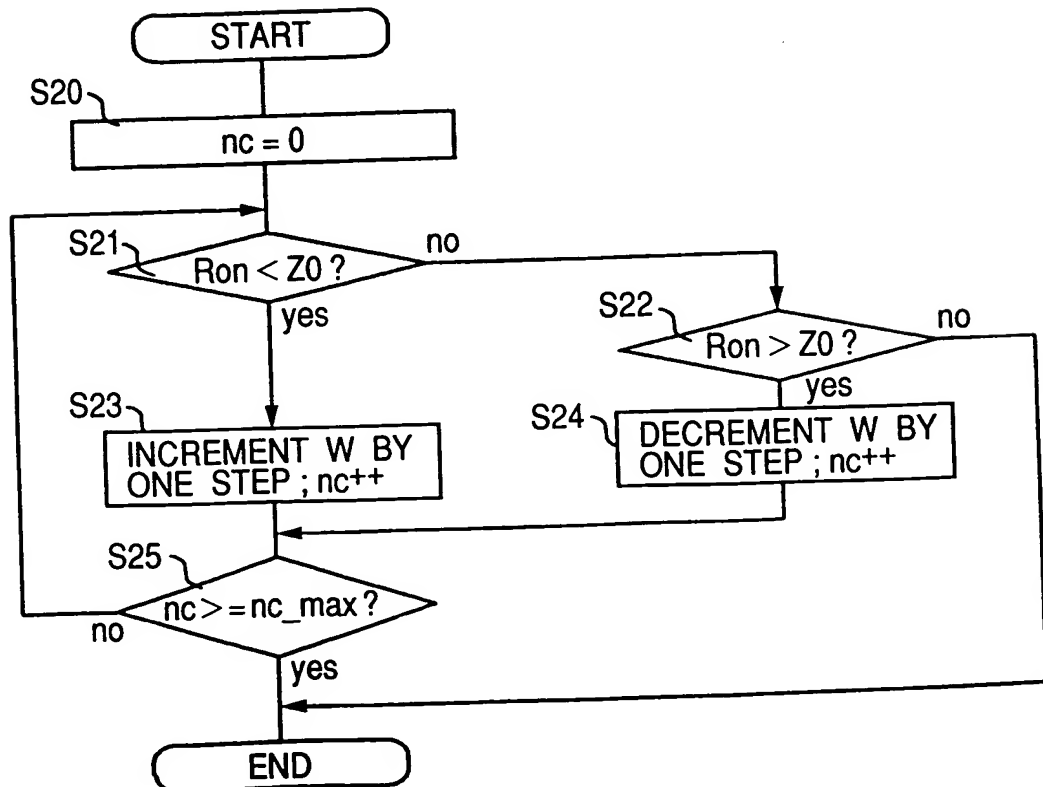 START
S20
nc = 0
S21
Ron < Z0 ?
no
yes
S22
Ron > Z0 ?
no
yes
S23
INCREMENT W BY
ONE STEP ; nc++
S24
DECREMENT W BY
ONE STEP ; nc++
S25
nc > = nc_max ?
no
yes
END